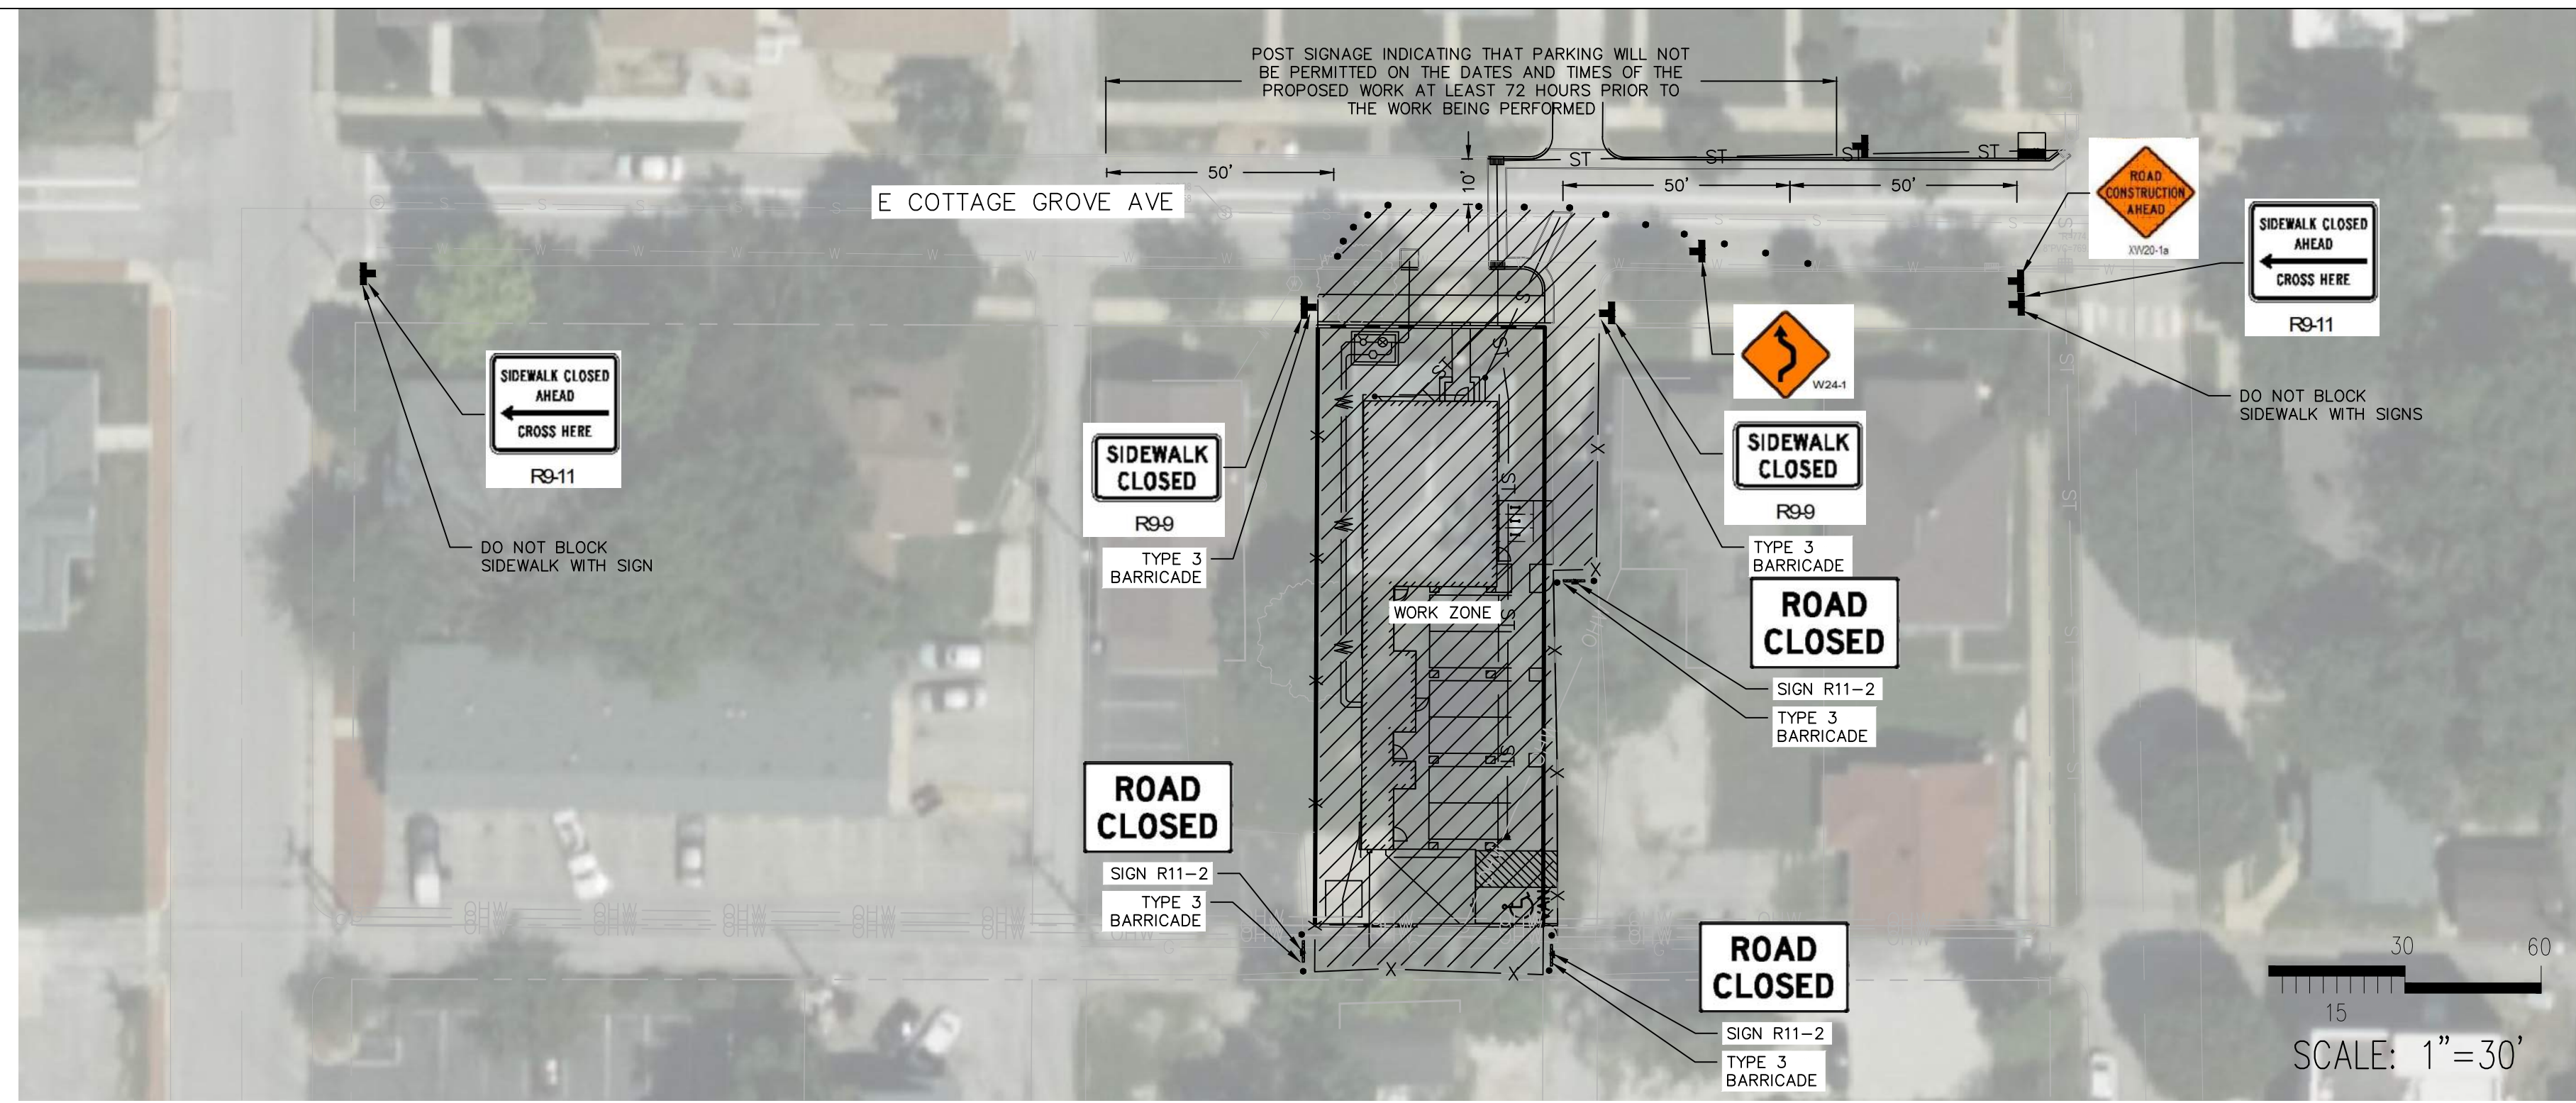 POST SIGNAGE INDICATING THAT PARKING WILL NOT
BE PERMITTED ON THE DATES AND TIMES OF THE
PROPOSED WORK AT LEAST 72 HOURS PRIOR TO
THE WORK BEING PERFORMED
50'
10'
50'
50'
ST
ST
ST
ST
E COTTAGE GROVE AVE
ROAD
CONSTRUCTION
AHEAD
XW20-1a
SIDEWALK CLOSED
AHEAD
CROSS HERE
R9-11
DO NOT BLOCK
SIDEWALK WITH SIGNS
SIDEWALK CLOSED
AHEAD
CROSS HERE
R9-11
DO NOT BLOCK
SIDEWALK WITH SIGN
W24-1
SIDEWALK
CLOSED
R9-9
TYPE 3
BARRICADE
SIDEWALK
CLOSED
R9-9
TYPE 3
BARRICADE
WORK ZONE
ROAD
CLOSED
SIGN R11-2
TYPE 3
BARRICADE
ROAD
CLOSED
SIGN R11-2
TYPE 3
BARRICADE
ROAD
CLOSED
SIGN R11-2
TYPE 3
BARRICADE
30
60
15
SCALE: 1"=30'